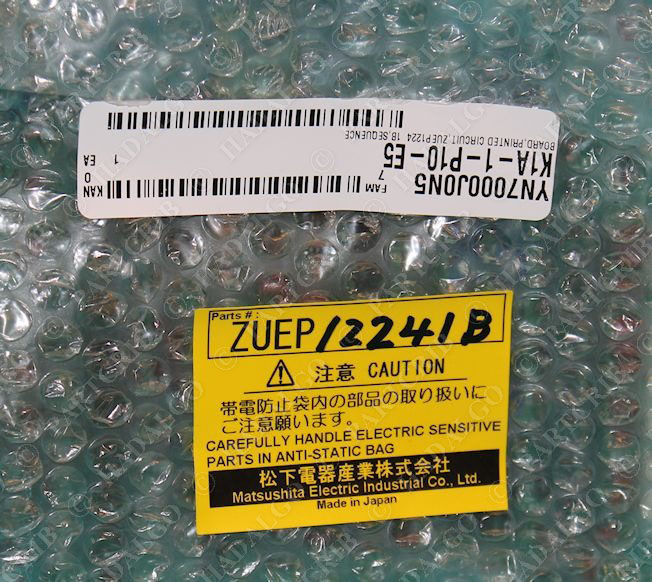 YN7000J0N5
K1A-1-P10-E5
BOARD,PRINTED CIRCUIT,ZUEP1224 1B,SEQUENCE
FAM
7
KAN
0
1 EA
Parts # :
ZUEP12241B
注意 CAUTION
帯電防止袋内の部品の取り扱いに
ご注意願います。
CAREFULLY HANDLE ELECTRIC SENSITIVE
PARTS IN ANTI-STATIC BAG
松下電器産業株式会社
Matsushita Electric Industrial Co., Ltd.
Made in Japan